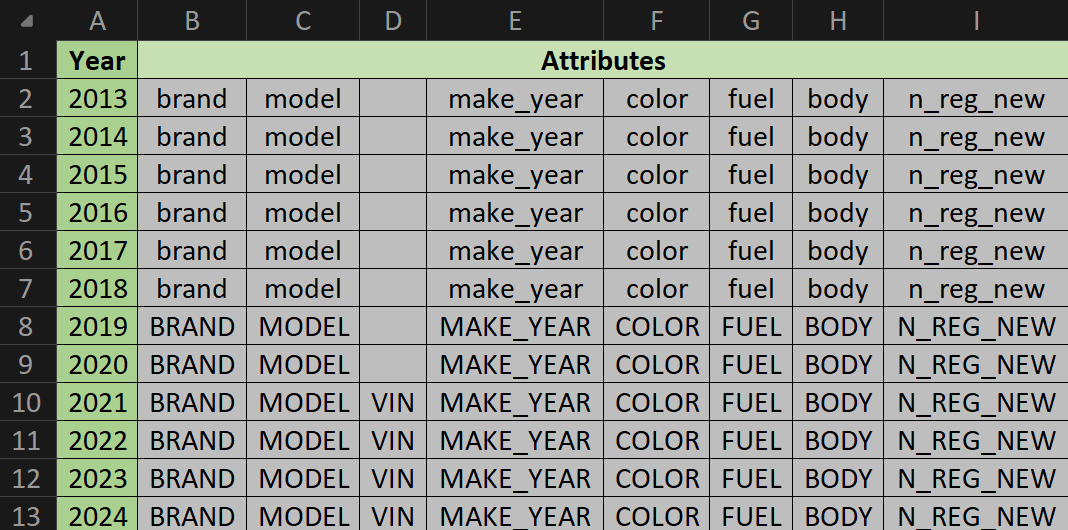 A B C D E F G H I
1 Year Attributes
2 2013 brand model make_year color fuel body n_reg_new
3 2014 brand model make_year color fuel body n_reg_new
4 2015 brand model make_year color fuel body n_reg_new
5 2016 brand model make_year color fuel body n_reg_new
6 2017 brand model make_year color fuel body n_reg_new
7 2018 brand model make_year color fuel body n_reg_new
8 2019 BRAND MODEL MAKE_YEAR COLOR FUEL BODY N_REG_NEW
9 2020 BRAND MODEL MAKE_YEAR COLOR FUEL BODY N_REG_NEW
10 2021 BRAND MODEL VIN MAKE_YEAR COLOR FUEL BODY N_REG_NEW
11 2022 BRAND MODEL VIN MAKE_YEAR COLOR FUEL BODY N_REG_NEW
12 2023 BRAND MODEL VIN MAKE_YEAR COLOR FUEL BODY N_REG_NEW
13 2024 BRAND MODEL VIN MAKE_YEAR COLOR FUEL BODY N_REG_NEW